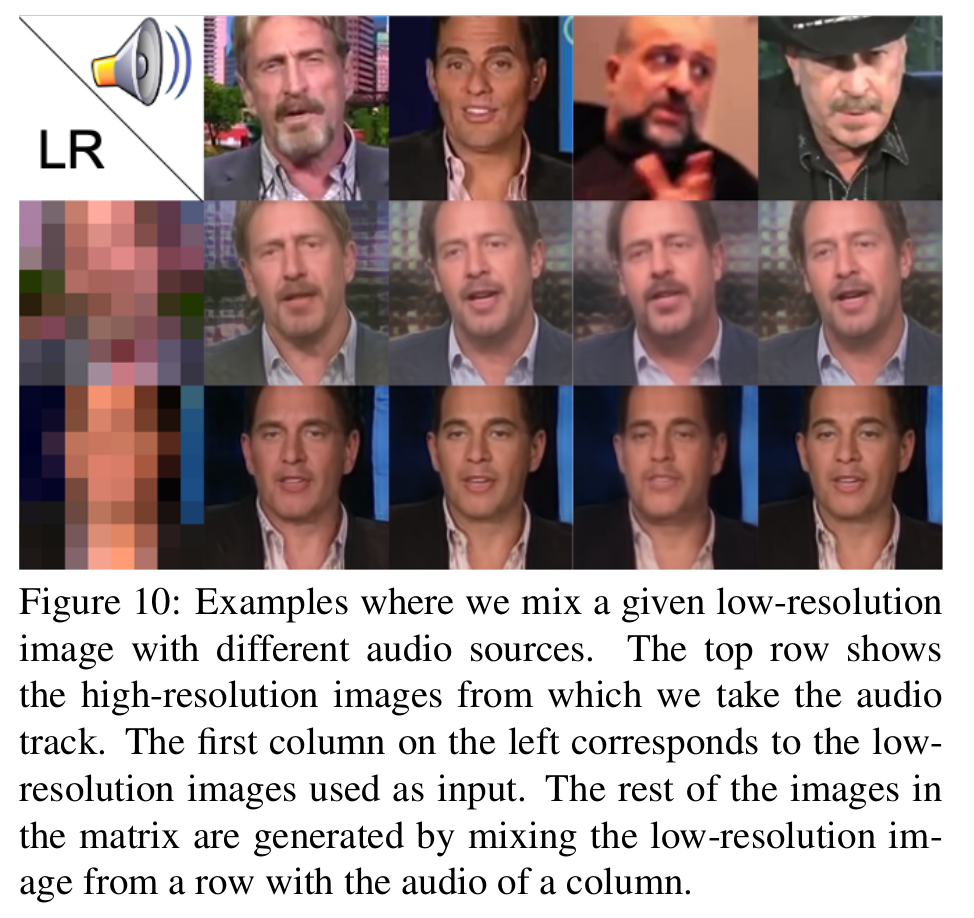 LR
Figure 10: Examples where we mix a given low-resolution
image with different audio sources. The top row shows
the high-resolution images from which we take the audio
track. The first column on the left corresponds to the low-
resolution images used as input. The rest of the images in
the matrix are generated by mixing the low-resolution im-
age from a row with the audio of a column.